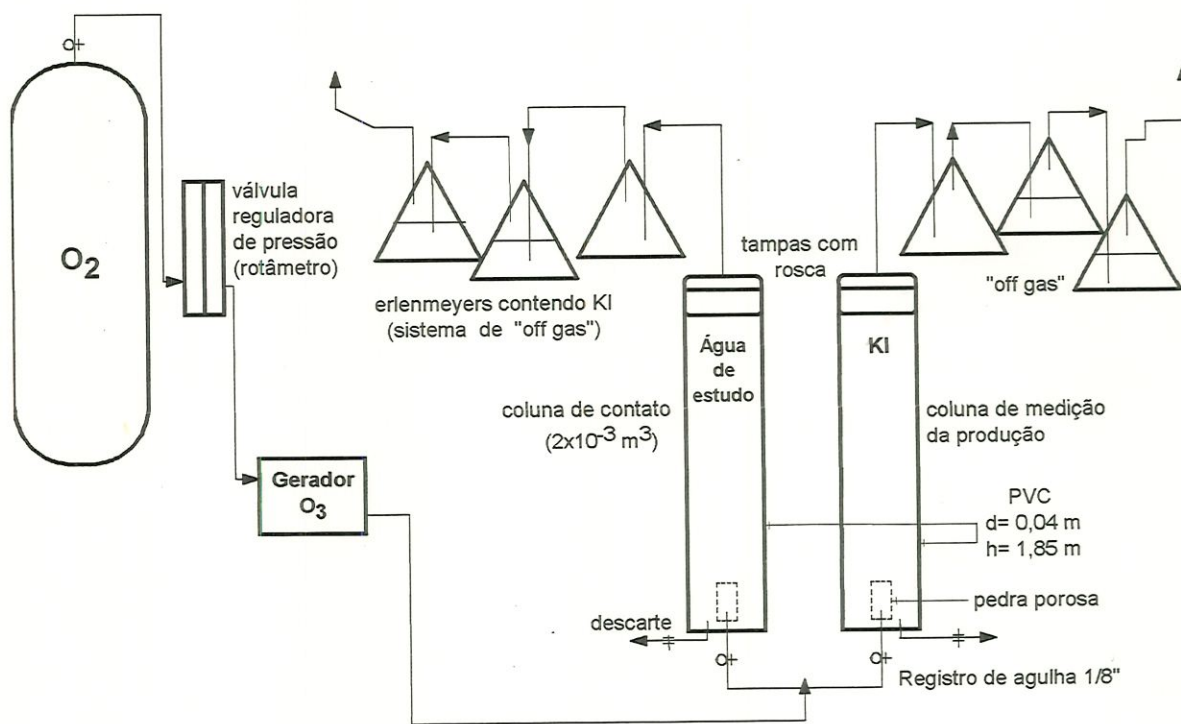 O2
válvula
reguladora
de pressão
(rotâmetro)
Gerador
O3
erlenmeyers contendo KI
(sistema de "off gas")
tampas com
rosca
"off gas"
Água
de
estudo
KI
coluna de contato
(2x10⁻³ m³)
coluna de medição
da produção
PVC
d= 0,04 m
h= 1,85 m
pedra porosa
descarte
Registro de agulha 1/8"